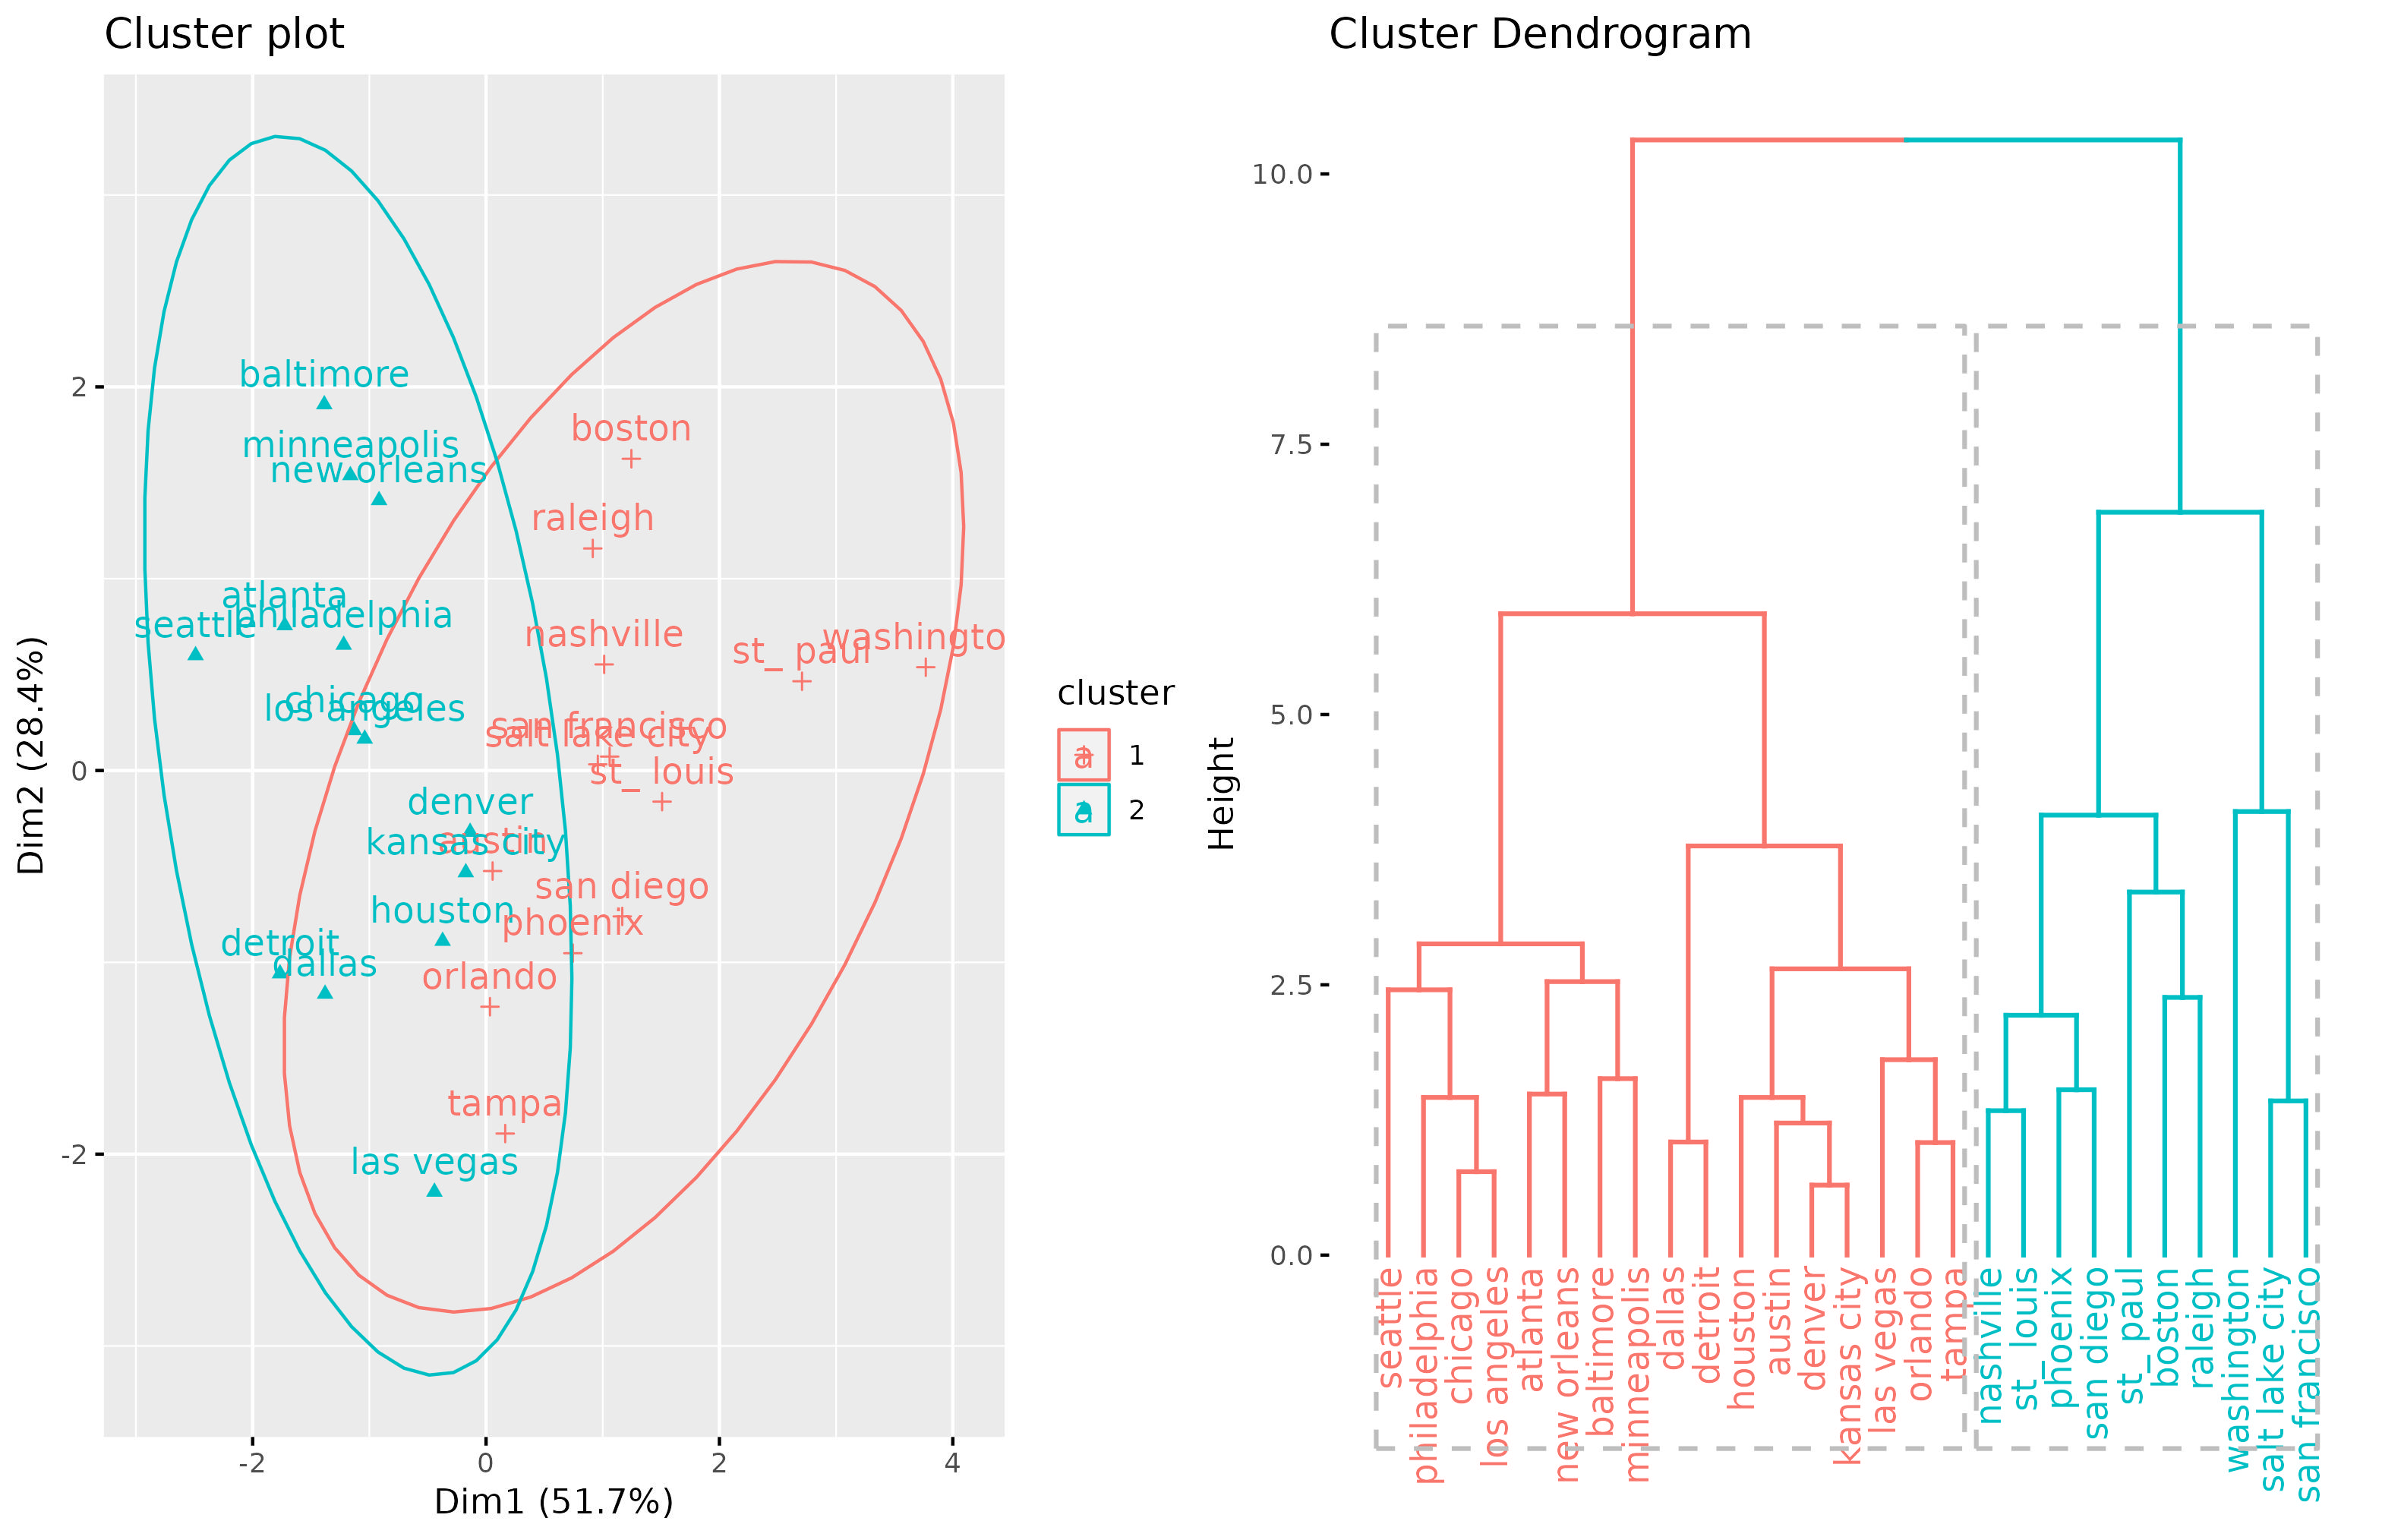 Cluster plot
baltimore
minneapolis
new orleans
boston
raleigh
atlanta
philadelphia
seattle
nashville
washingto
st_ paul
chicago
los angeles
san francisco
salt lake city
st_ louis
denver
austin
kansas city
san diego
houston
phoenix
detroit
dallas
orlando
tampa
las vegas
2
0
-2
-2
0
2
4
Dim1 (51.7%)
Dim2 (28.4%)
cluster
a 1
a 2
Cluster Dendrogram
10.0
7.5
5.0
2.5
0.0
Height
seattle
philadelphia
chicago
los angeles
atlanta
new orleans
baltimore
minneapolis
dallas
detroit
houston
austin
denver
kansas city
las vegas
orlando
tampa
nashville
st_ louis
phoenix
san diego
st_ paul
boston
raleigh
washington
salt lake city
san francisco